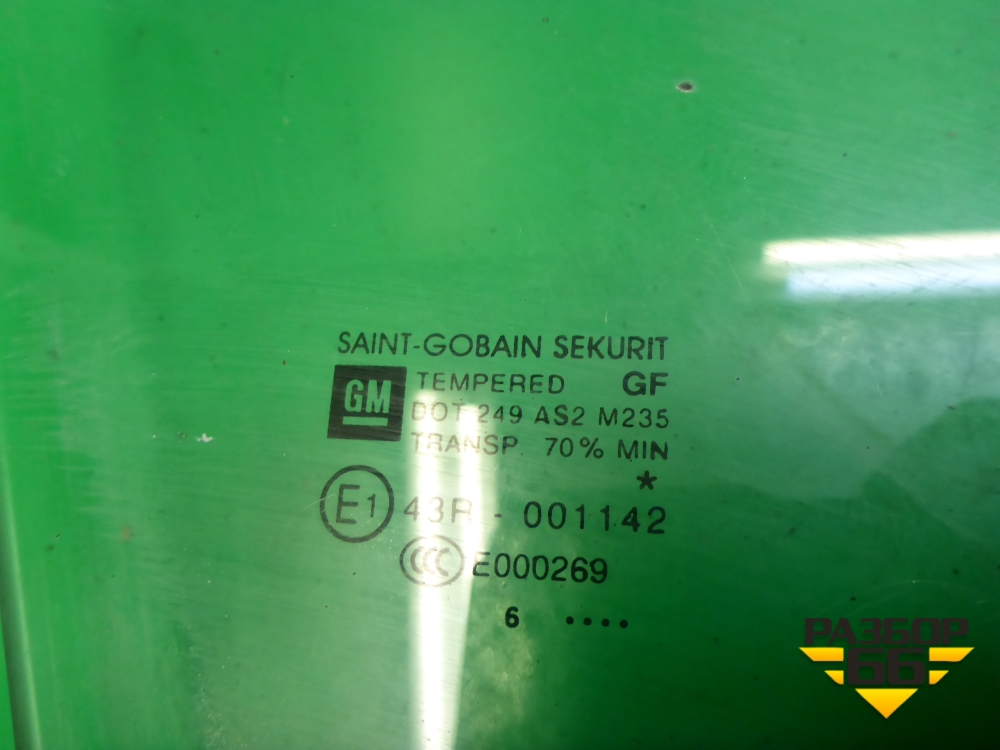 SAINT-GOBAIN SEKURIT
GM TEMPERED GF
DOT 249 AS2 M235
TRANSP. 70% MIN
*
E1 43R - 001142
CCC E000269
6 ....
РАЗБОР
66